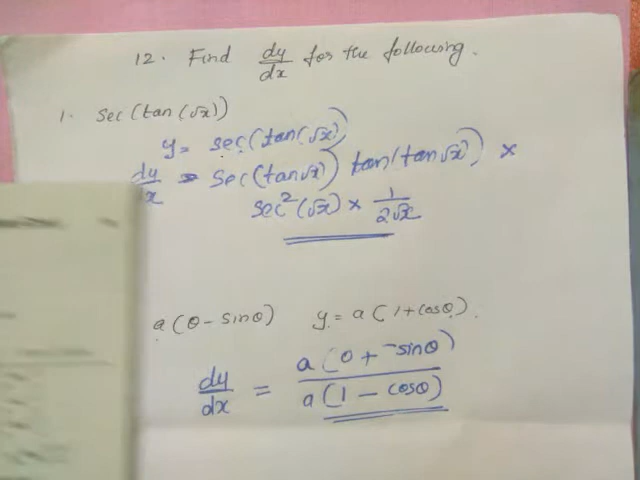 12. Find dy/dx for the following.
1. sec(tan(√x))
y = sec(tan(√x))
dy/x = sec(tan√x) tan(tan√x) ×
sec²(√x) × 1/2√x
a(θ - sinθ) y = a(1+cosθ).
dy/dx = a(0 + -sinθ)/a(1 - cosθ)